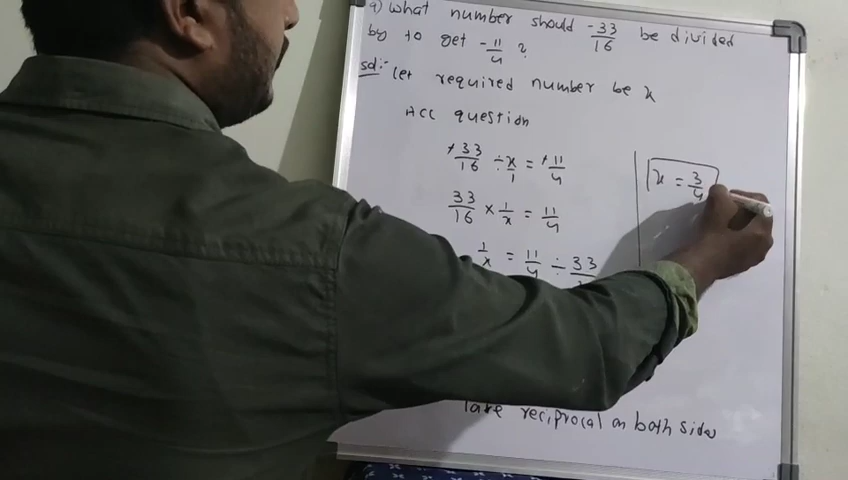 9) What number should -33/16 be divided
by to get -11/4 ?
Sol:- Let required number be x
Acc question
+33/16 ÷ x/1 = +11/4
33/16 × 1/x = 11/4
1/x = 11/4 ÷ 33
Take reciprocal on both sides
x = 3/4